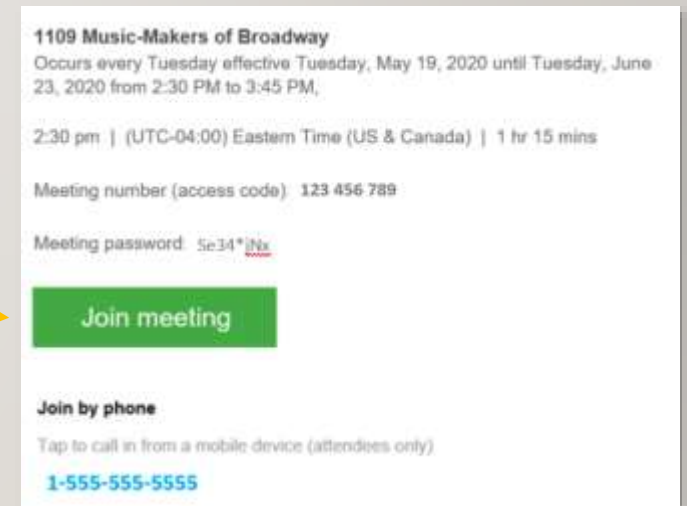 1109 Music-Makers of Broadway
Occurs every Tuesday effective Tuesday, May 19, 2020 until Tuesday, June
23, 2020 from 2:30 PM to 3:45 PM,
2:30 pm | (UTC-04:00) Eastern Time (US & Canada) | 1 hr 15 mins
Meeting number (access code) 123 456 789
Meeting password: Se34*iNx
Join meeting
Join by phone
Tap to call in from a mobile device (attendees only)
1-555-555-5555